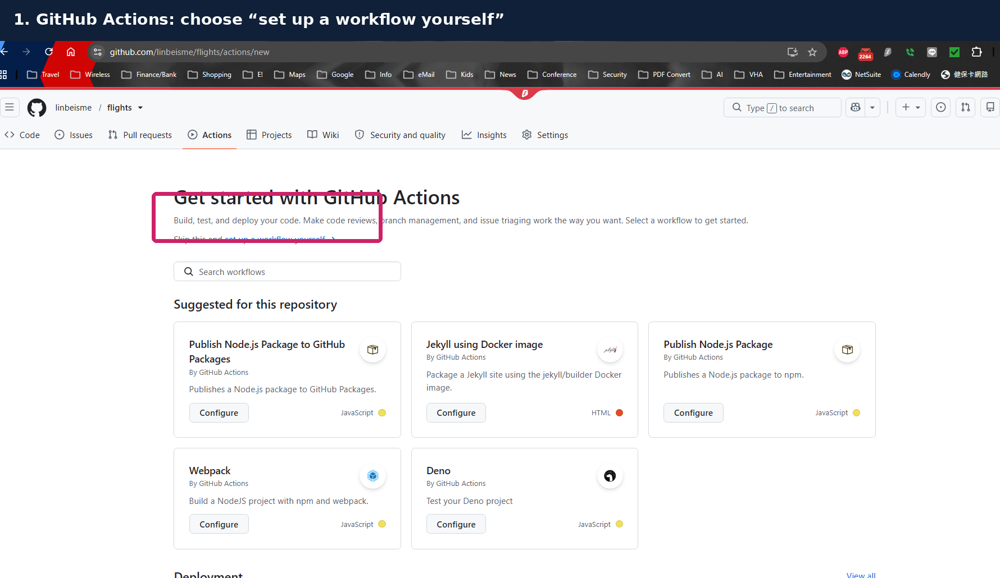 1. GitHub Actions: choose “set up a workflow yourself”
github.com/linbeisme/flights/actions/new
ABP
2264
Travel Wireless Finance/Bank Shopping E! Maps Google Info eMail Kids News Conference Security PDF Convert AI VHA Entertainment NetSuite Calendly 健保卡網路
linbeisme / flights
Type / to search
Code Issues Pull requests Actions Projects Wiki Security and quality Insights Settings
Get started with GitHub Actions
Build, test, and deploy your code. Make code reviews, branch management, and issue triaging work the way you want. Select a workflow to get started.
Skip this and set up a workflow yourself
Search workflows
Suggested for this repository
Publish Node.js Package to GitHub
Packages
By GitHub Actions
Publishes a Node.js package to GitHub Packages.
Configure
JavaScript
Jekyll using Docker image
jekyll
By GitHub Actions
Package a Jekyll site using the jekyll/builder Docker
image.
Configure
HTML
Publish Node.js Package
By GitHub Actions
Publishes a Node.js package to npm.
Configure
JavaScript
Webpack
By GitHub Actions
Build a NodeJS project with npm and webpack.
Configure
JavaScript
Deno
By GitHub Actions
Test your Deno project
Configure
JavaScript
Deployment
View all